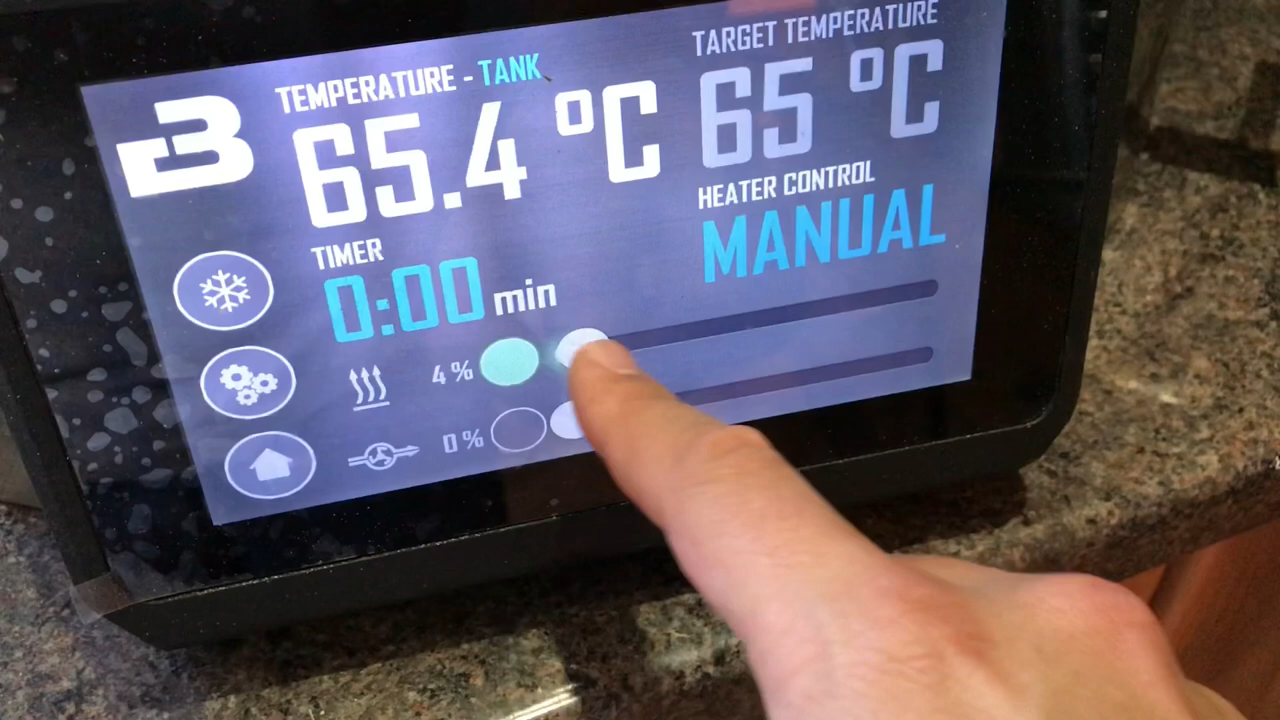 B
TEMPERATURE - TANK
65.4 °C
TARGET TEMPERATURE
65 °C
HEATER CONTROL
MANUAL
TIMER
0:00 min
4%
0%